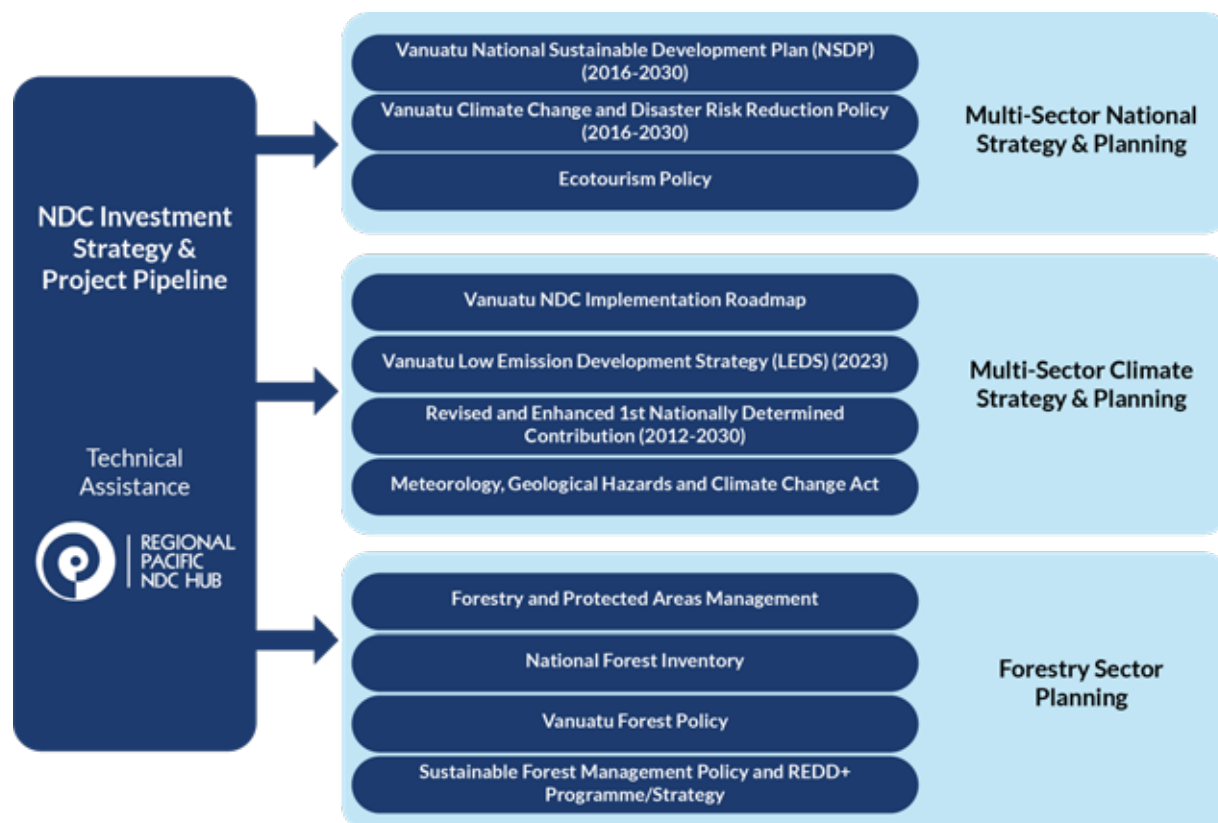 NDC Investment
Strategy &
Project Pipeline
Technical
Assistance
REGIONAL
PACIFIC
NDC HUB
Vanuatu National Sustainable Development Plan (NSDP)
(2016-2030)
Vanuatu Climate Change and Disaster Risk Reduction Policy
(2016-2030)
Ecotourism Policy
Multi-Sector National
Strategy & Planning
Vanuatu NDC Implementation Roadmap
Vanuatu Low Emission Development Strategy (LEDS) (2023)
Revised and Enhanced 1st Nationally Determined
Contribution (2012-2030)
Meteorology, Geological Hazards and Climate Change Act
Multi-Sector Climate
Strategy & Planning
Forestry and Protected Areas Management
National Forest Inventory
Vanuatu Forest Policy
Sustainable Forest Management Policy and REDD+
Programme/Strategy
Forestry Sector
Planning